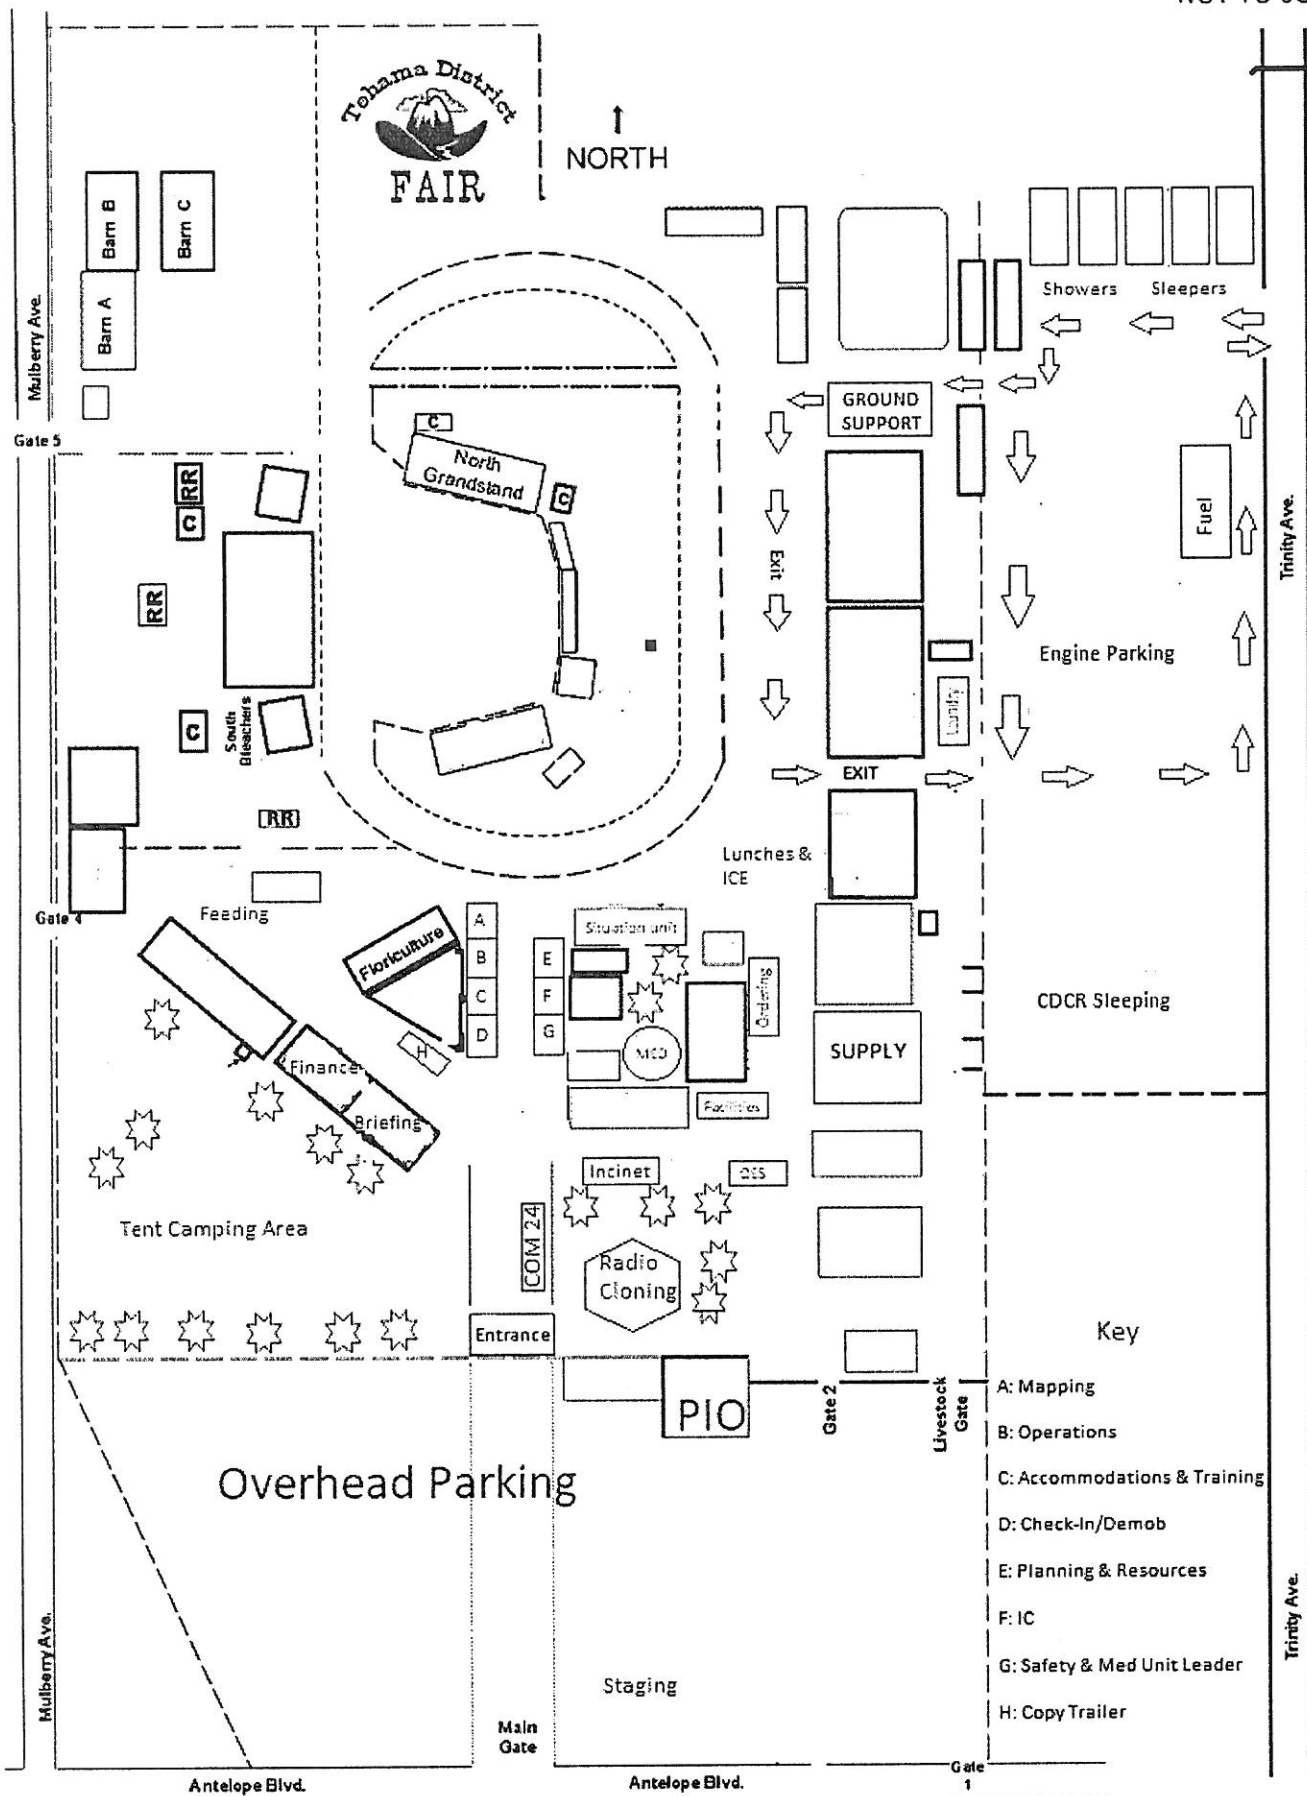 Tehama District
FAIR
NORTH
Barn B
Barn C
Barn A
Mulberry Ave.
Gate 5
Showers
Sleepers
GROUND
SUPPORT
C
North
Grandstand
C
RR
C
RR
C
South
Bleachers
RR
Exit
Fuel
Trinity Ave.
Engine Parking
Laundry
EXIT
Lunches &
ICE
Gate 4
Feeding
Floriculture
A
B
C
D
E
F
G
H
Situation unit
Ordering
MED
Facilities
CDCR Sleeping
SUPPLY
Finance
Briefing
Tent Camping Area
Incinet
COM 24
Radio
Cloning
Entrance
PIO
Gate 2
Livestock
Gate
Key
A: Mapping
B: Operations
C: Accommodations & Training
D: Check-In/Demob
E: Planning & Resources
F: IC
G: Safety & Med Unit Leader
H: Copy Trailer
Overhead Parking
Staging
Mulberry Ave.
Trinity Ave.
Main
Gate
Antelope Blvd.
Antelope Blvd.
Gate
1